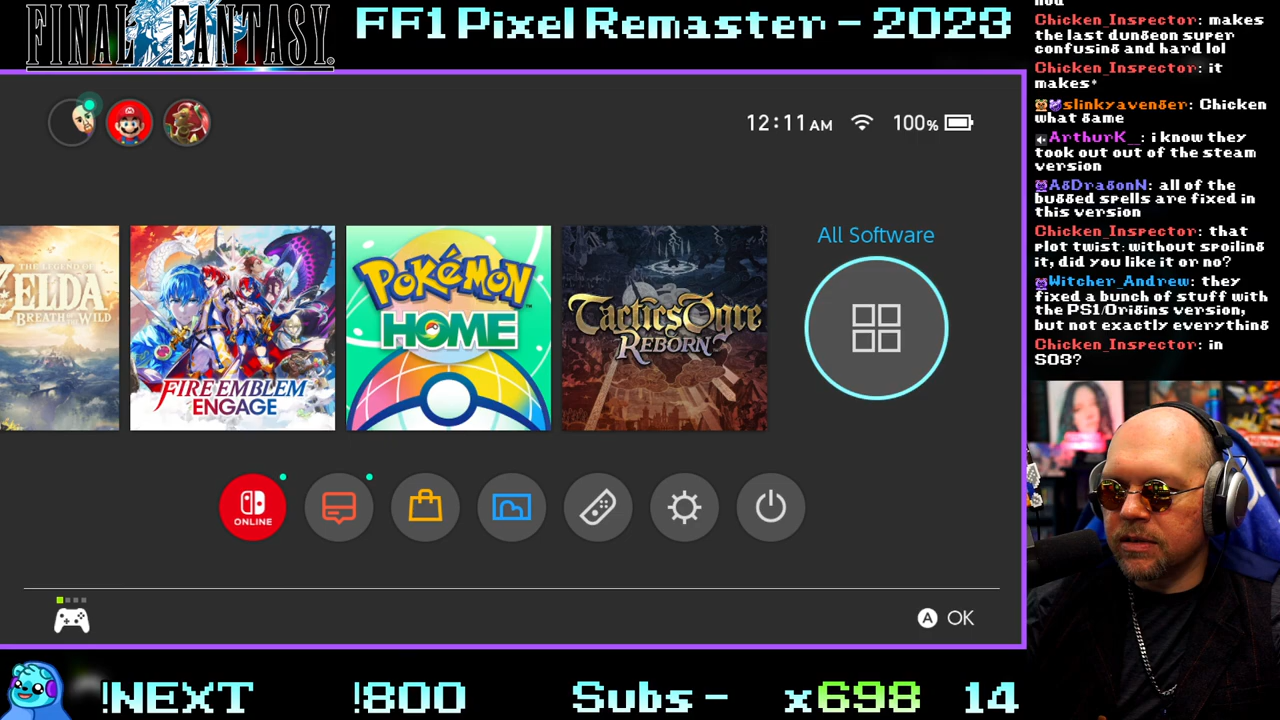 FINAL FANTASY
FF1 Pixel Remaster - 2023
12:11 AM
100%
THE LEGEND OF
ZELDA
BREATH OF THE WILD
FIRE EMBLEM
ENGAGE
POKÉMON
HOME
Tactics Ogre
REBORN
All Software
ONLINE
A OK
!NEXT
!800
Subs -
x698
14
Chicken_Inspector: makes
the last dungeon super
confusing and hard lol
Chicken_Inspector: it
makes*
slinkyavenger: Chicken
what game
ArthurK__: i know they
took out out of the steam
version
AgDragonN: all of the
bugged spells are fixed in
this version
Chicken_Inspector: that
plot twist: without spoiling
it, did you like it or no?
Witcher_Andrew: they
fixed a bunch of stuff with
the PS1/Origins version,
but not exactly everything
Chicken_Inspector: in
SO3?